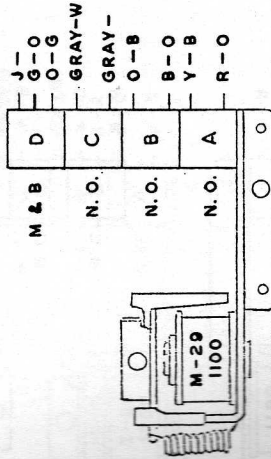 J —
G-O
O-G
GRAY-W
GRAY-
O-B
B-O
Y-B
R-O
D
C
B
A
M & B
N. O.
N. O.
N. O.
M-29
1100